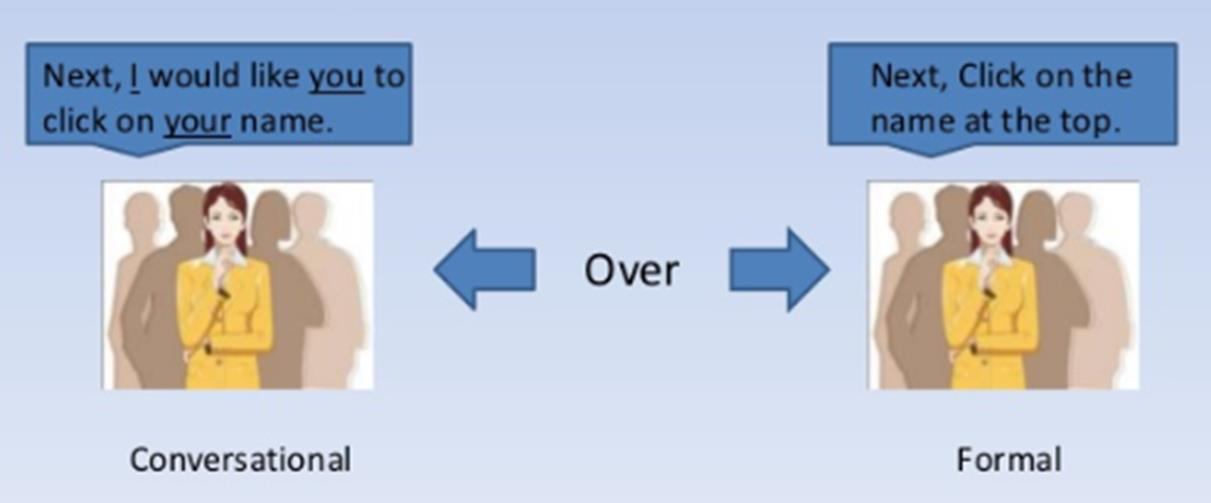 Next, I would like you to
click on your name.
Next, Click on the
name at the top.
Over
Conversational
Formal